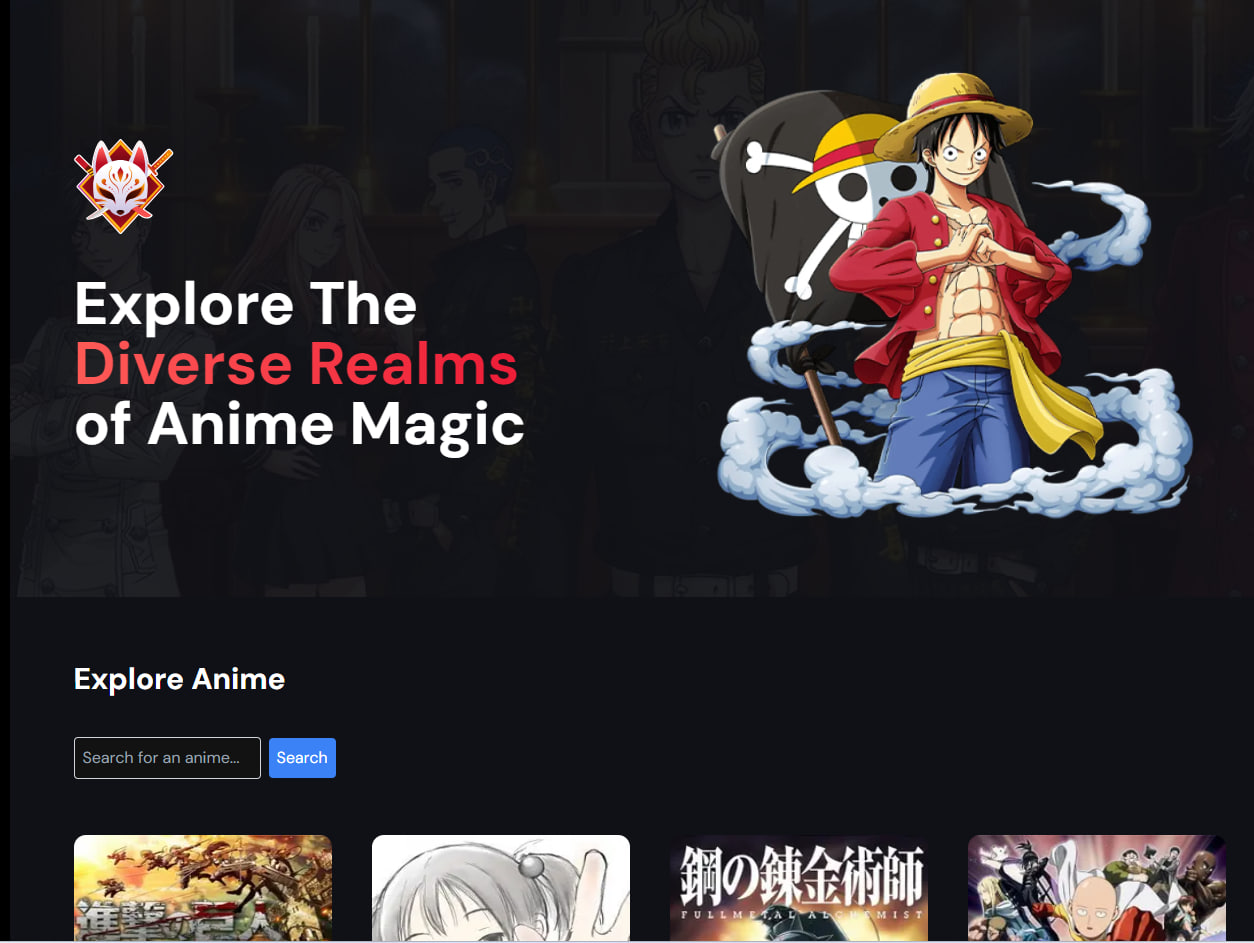 Explore The
Diverse Realms
of Anime Magic
Explore Anime
Search for an anime...
Search
進撃の巨人
鋼の錬金術師
FULLMETAL ALCHEMIST